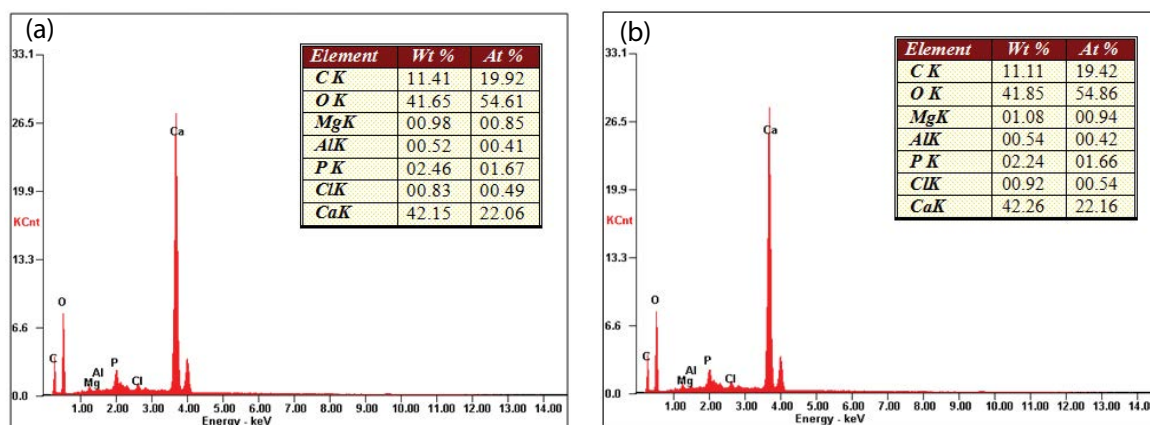 (a)
Element Wt % At %
C K 11.41 19.92
O K 41.65 54.61
MgK 00.98 00.85
AlK 00.52 00.41
P K 02.46 01.67
ClK 00.83 00.49
CaK 42.15 22.06
33.1
26.5
19.9
KCnt
13.3
6.6
0.0
C
O
Mg
Al
P
Cl
Ca
1.00 2.00 3.00 4.00 5.00 6.00 7.00 8.00 9.00 10.00 11.00 12.00 13.00 14.00
Energy - keV
(b)
Element Wt % At %
C K 11.11 19.42
O K 41.85 54.86
MgK 01.08 00.94
AlK 00.54 00.42
P K 02.24 01.66
ClK 00.92 00.54
CaK 42.26 22.16
33.1
26.5
19.9
KCnt
13.3
6.6
0.0
C
O
Mg
Al
P
Cl
Ca
1.00 2.00 3.00 4.00 5.00 6.00 7.00 8.00 9.00 10.00 11.00 12.00 13.00 14.0
Energy - keV